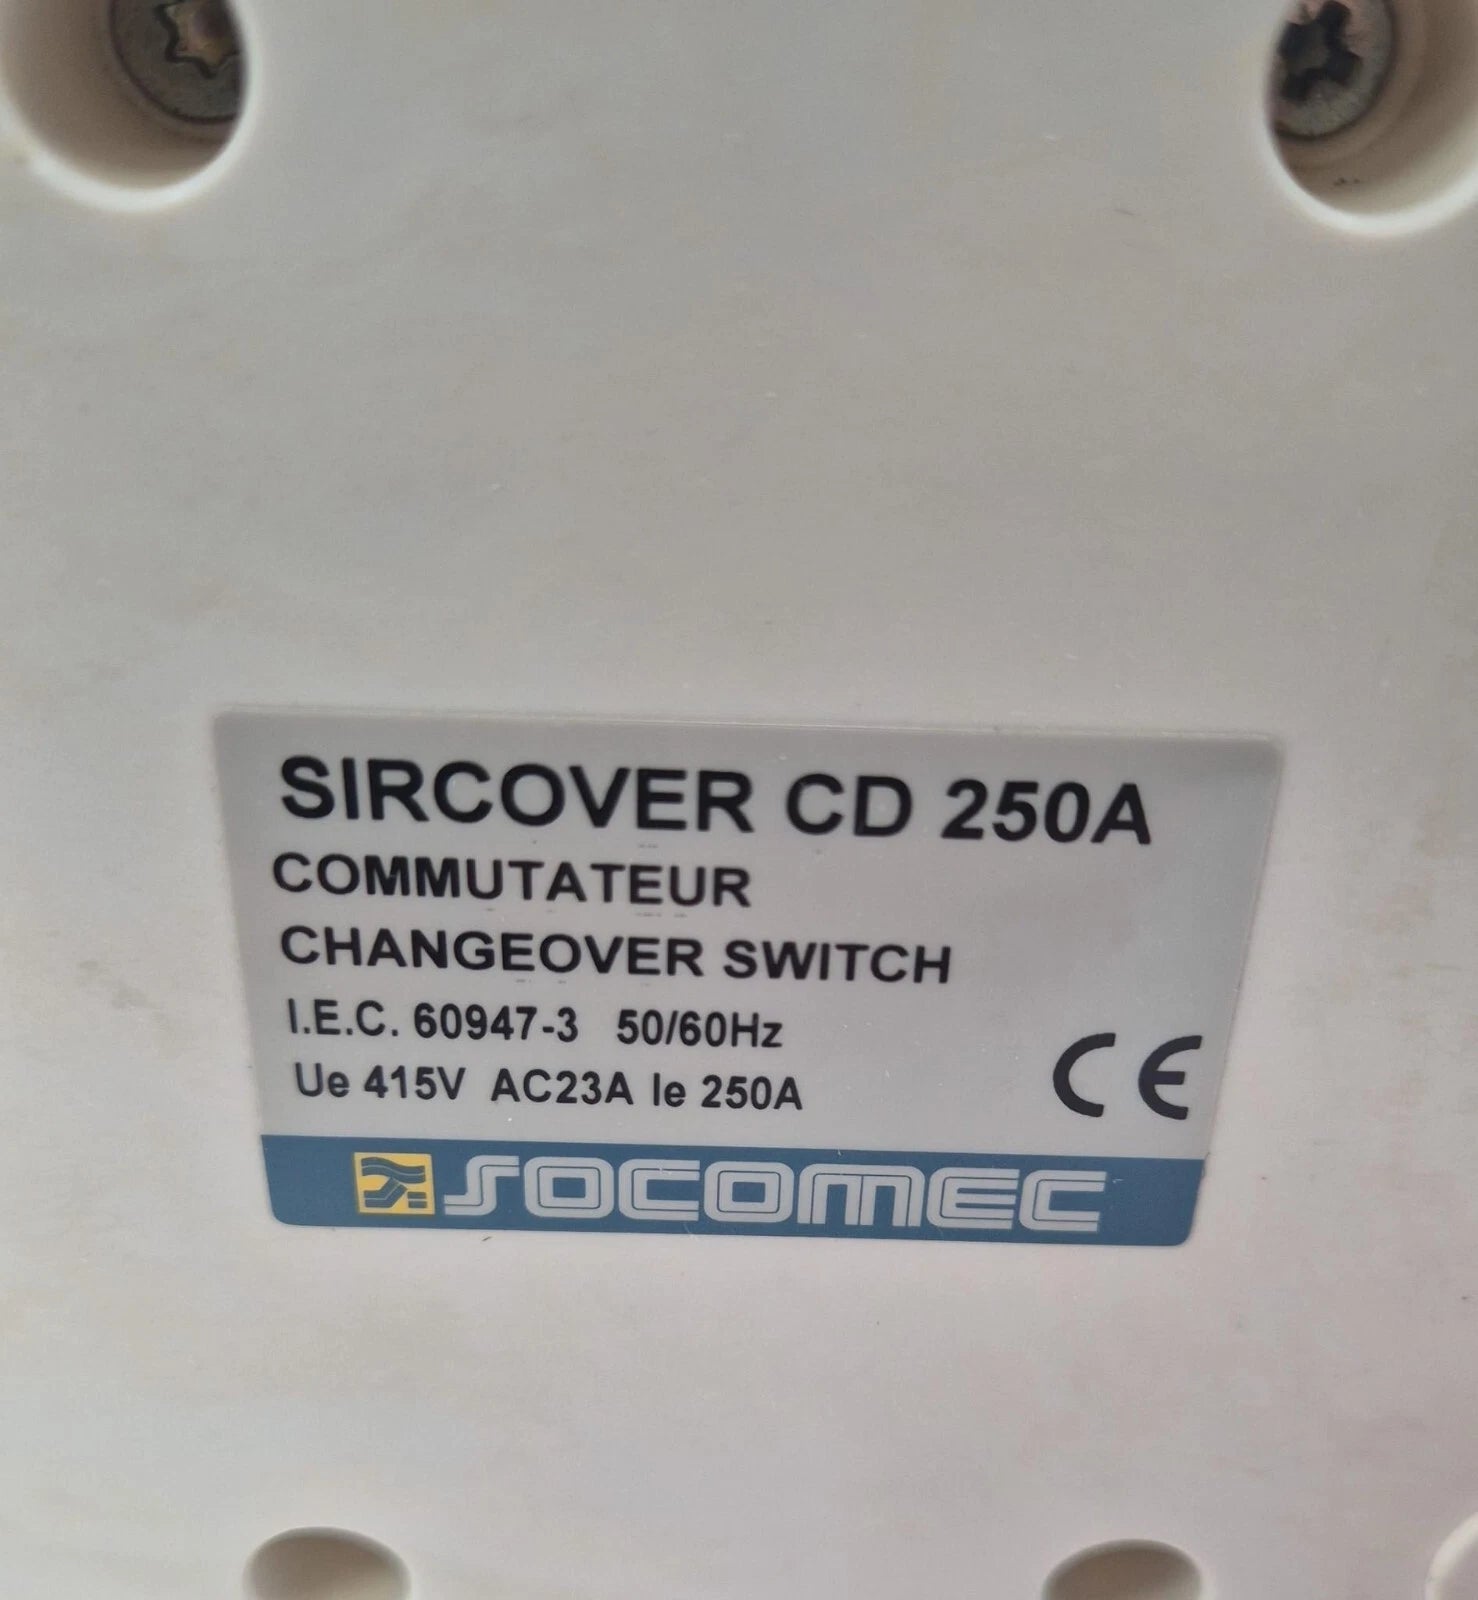 SIRCOVER CD 250A
COMMUTATEUR
CHANGEOVER SWITCH
I.E.C. 60947-3 50/60Hz
Ue 415V AC23A Ie 250A
CE
SOCOMEC